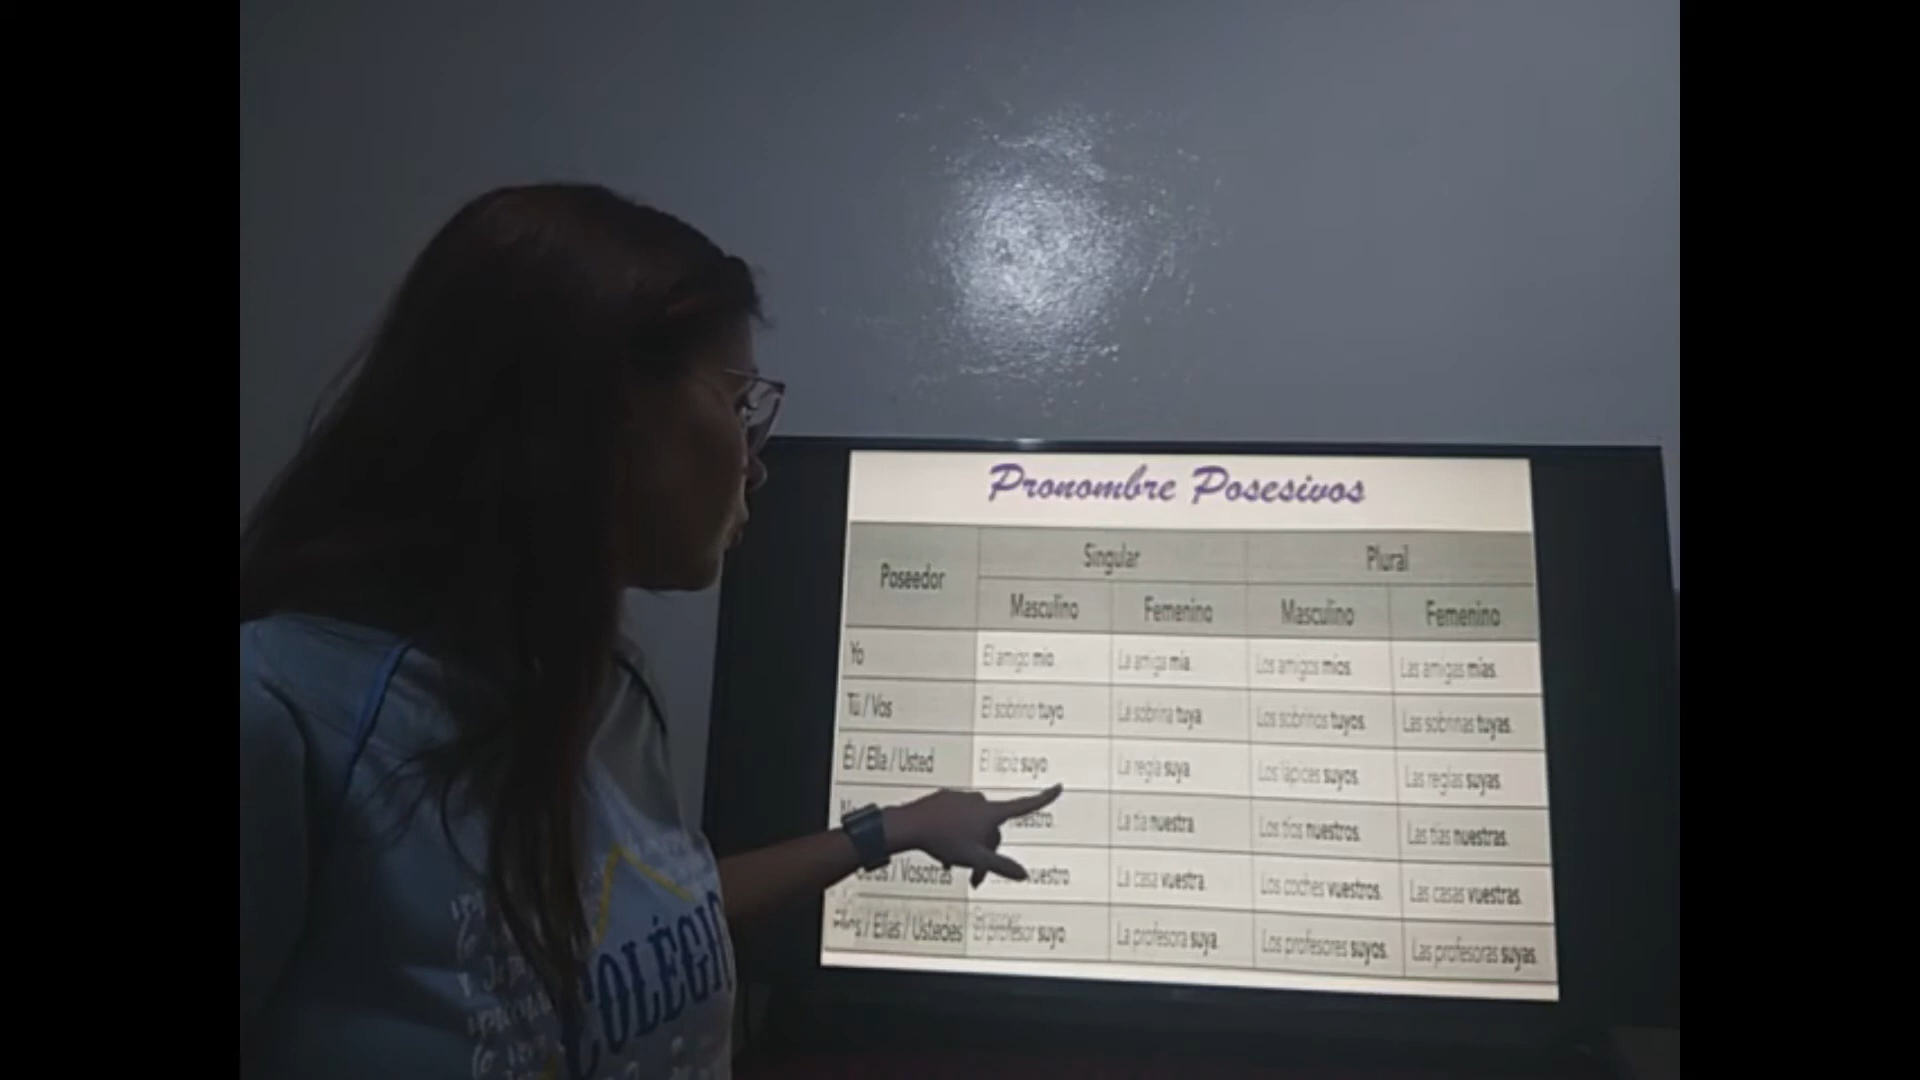 Pronombre Posesivos
Poseedor Singular Plural
Masculino Femenino Masculino Femenino
Yo El amigo mío. La amiga mía. Los amigos míos. Las amigas mías.
Tú / Vos El sobrino tuyo La sobrina tuya Los sobrinos tuyos. Las sobrinas tuyas.
Él / Ella / Usted El lápiz suyo La regla suya Los lápices suyos. Las reglas suyas.
nuestro. La tía nuestra. Los tíos nuestros. Las tías nuestras.
/ Vosotras vuestro. La casa vuestra. Los coches vuestros. Las casas vuestras.
/ Ellas / Ustedes El profesor suyo La profesora suya. Los profesores suyos. Las profesoras suyas.
COLÉGIO